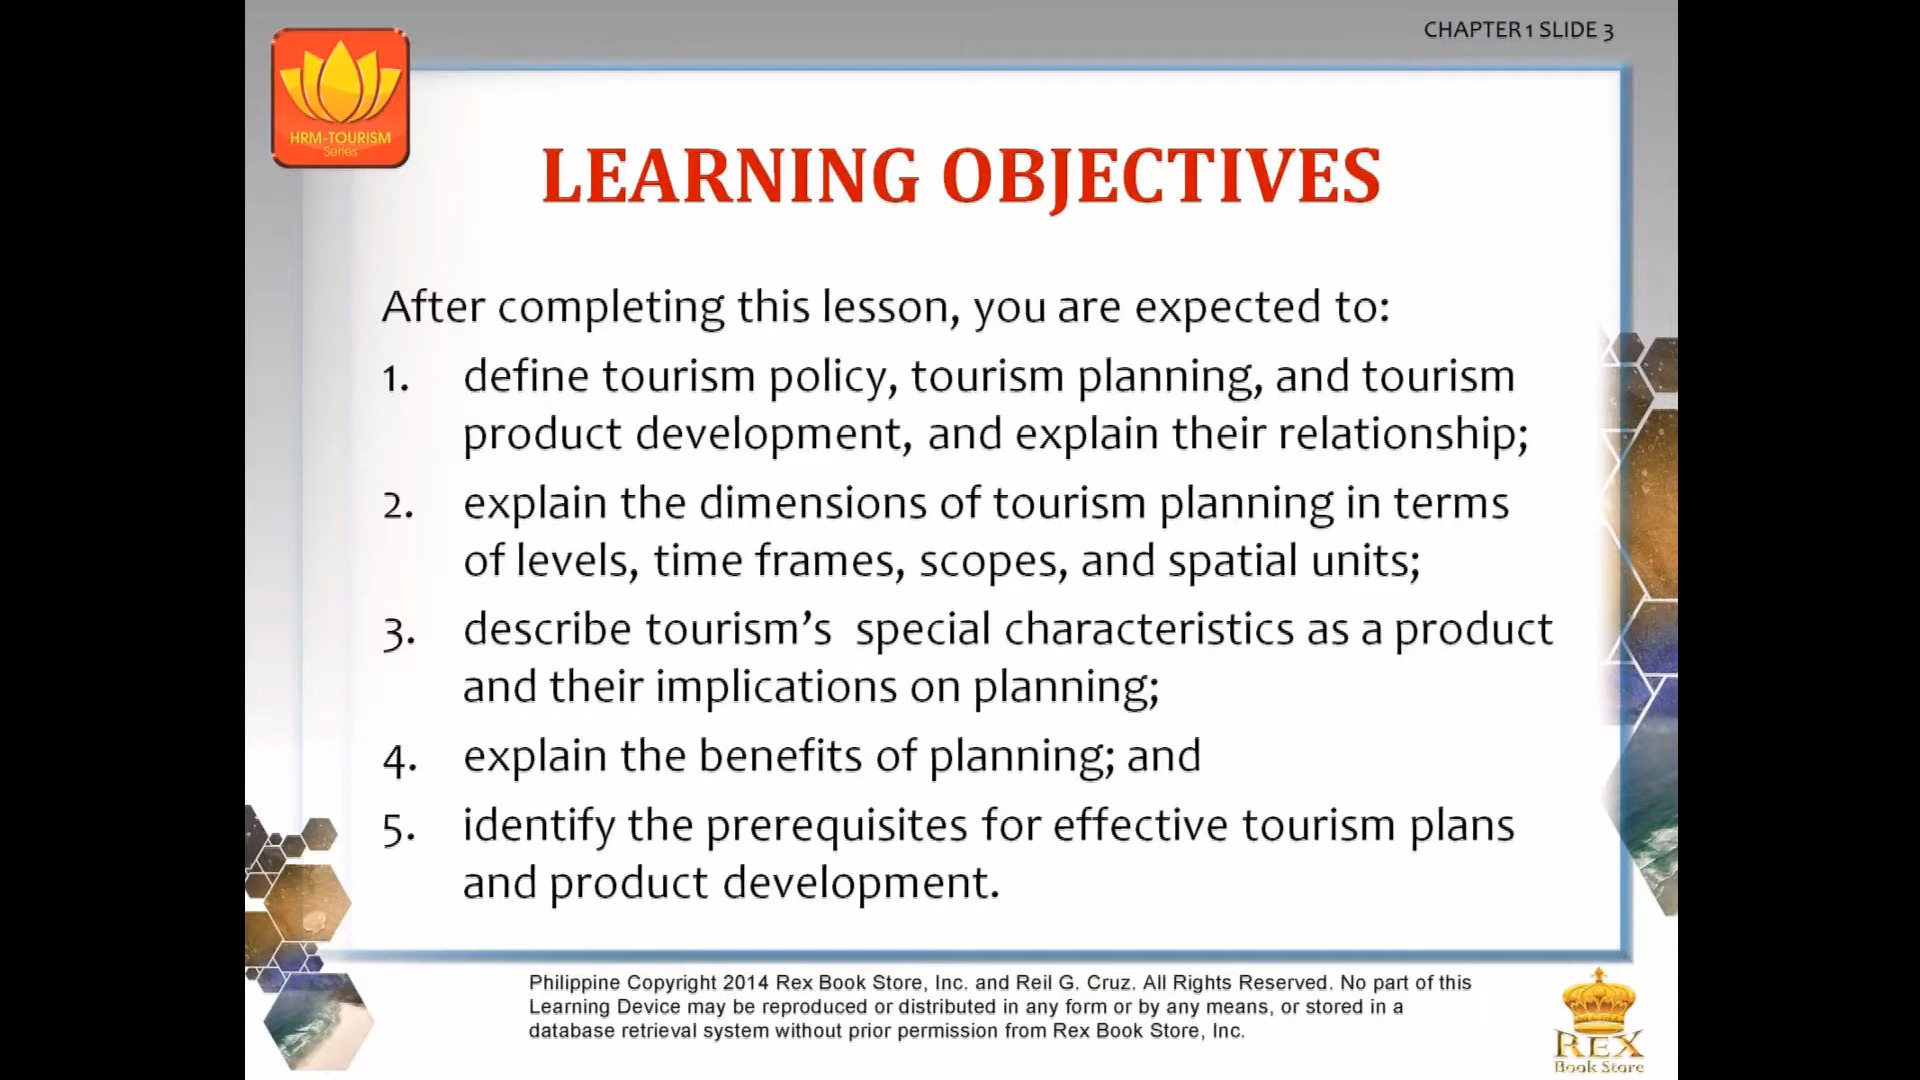 CHAPTER 1 SLIDE 3
HRM-TOURISM
Series
LEARNING OBJECTIVES
After completing this lesson, you are expected to:
1. define tourism policy, tourism planning, and tourism
product development, and explain their relationship;
2. explain the dimensions of tourism planning in terms
of levels, time frames, scopes, and spatial units;
3. describe tourism’s special characteristics as a product
and their implications on planning;
4. explain the benefits of planning; and
5. identify the prerequisites for effective tourism plans
and product development.
Philippine Copyright 2014 Rex Book Store, Inc. and Reil G. Cruz. All Rights Reserved. No part of this
Learning Device may be reproduced or distributed in any form or by any means, or stored in a
database retrieval system without prior permission from Rex Book Store, Inc.
REX
Book Store